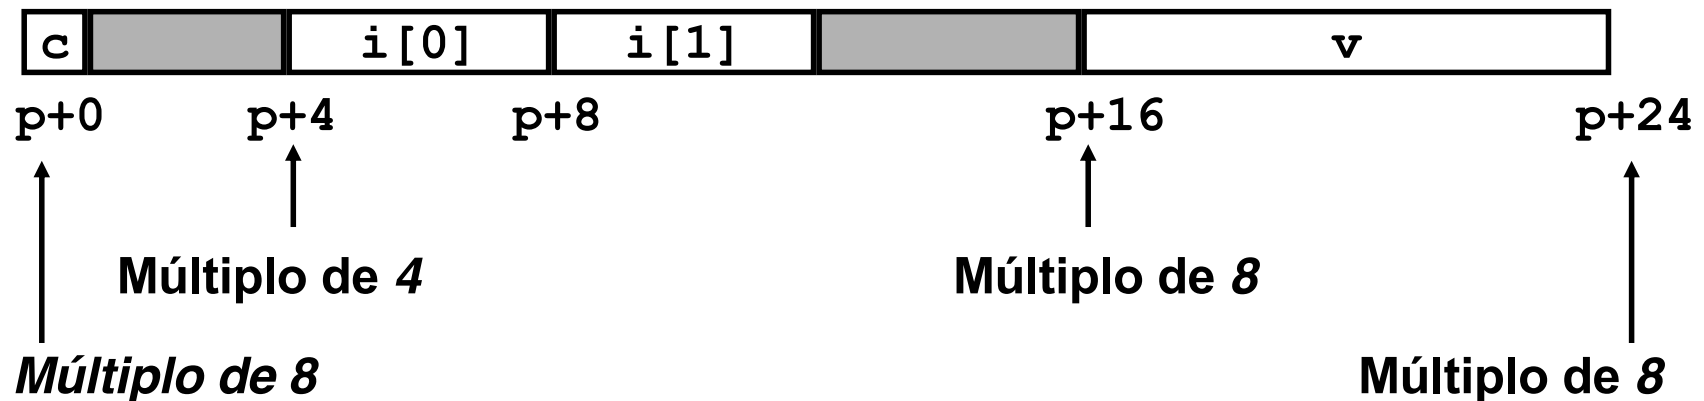 c i[0] i[1] v
p+0 p+4 p+8 p+16 p+24
Múltiplo de 4 Múltiplo de 8
Múltiplo de 8 Múltiplo de 8